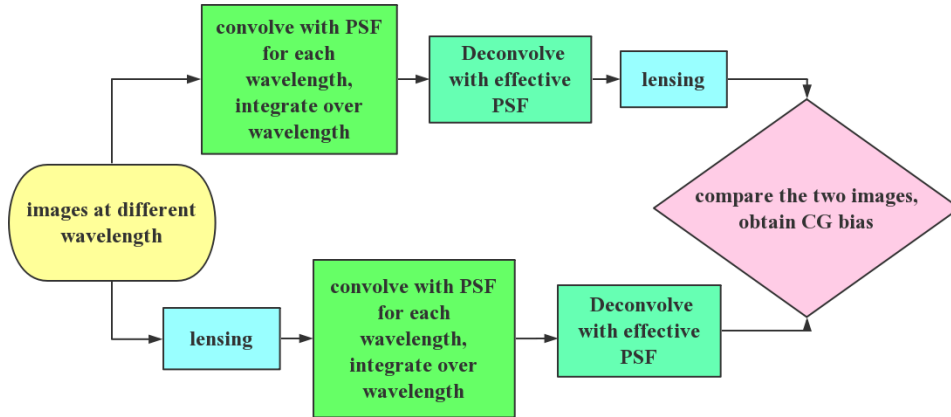 convolve with PSF
for each
wavelength,
integrate over
wavelength
Deconvolve
with effective
PSF
lensing
images at different
wavelength
compare the two images,
obtain CG bias
lensing
convolve with PSF
for each
wavelength,
integrate over
wavelength
Deconvolve
with effective
PSF